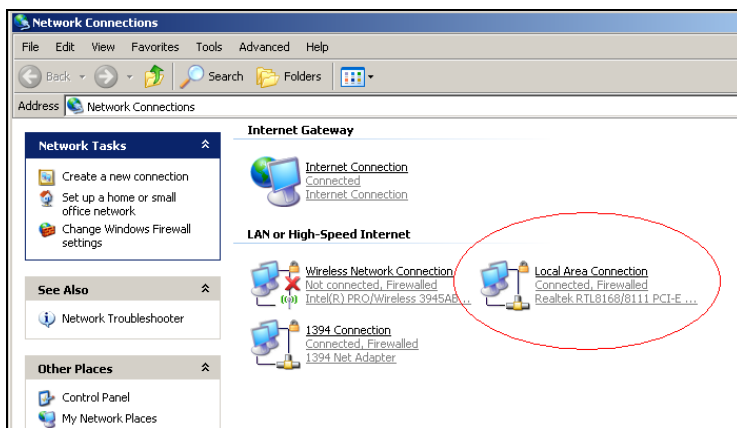 Network Connections
File Edit View Favorites Tools Advanced Help
Back Search Folders
Address Network Connections
Network Tasks
Create a new connection
Set up a home or small
office network
Change Windows Firewall
settings
See Also
Network Troubleshooter
Other Places
Control Panel
My Network Places
Internet Gateway
Internet Connection
Connected
Internet Connection
LAN or High-Speed Internet
Wireless Network Connection
Not connected, Firewalled
Intel(R) PRO/Wireless 3945AB...
Local Area Connection
Connected, Firewalled
Realtek RTL8168/8111 PCI-E ...
1394 Connection
Connected, Firewalled
1394 Net Adapter